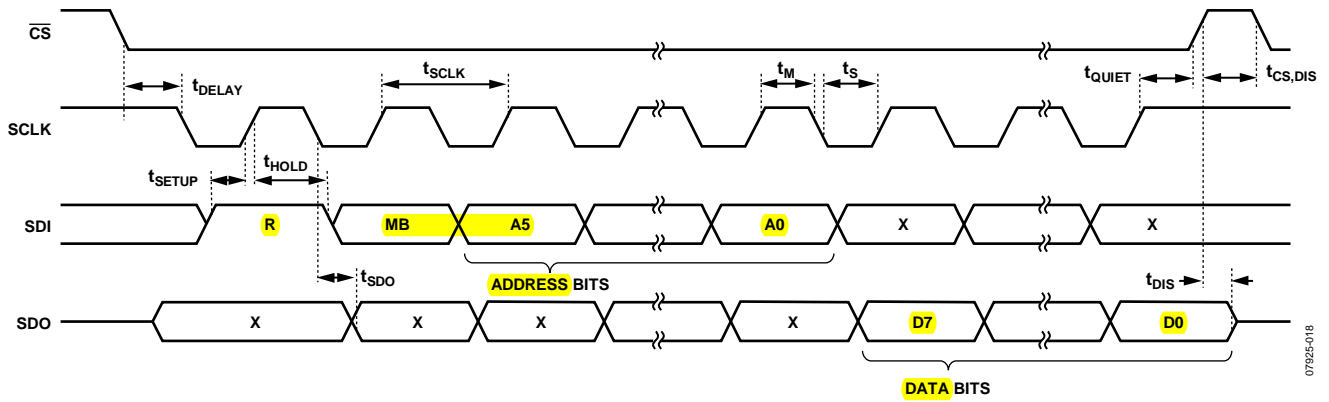 CS
tDELAY
tSCLK
tM
tS
tQUIET
tCS,DIS
SCLK
tSETUP
tHOLD
SDI
R
MB
A5
A0
X
X
tSDO
ADDRESS BITS
tDIS
SDO
X
X
X
X
D7
D0
DATA BITS
07925-018